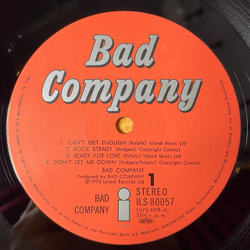 Bad
Company
1. CAN'T GET ENOUGH (Ralphs) Island Music Ltd
2. ROCK STEADY (Rodgers) Copyright Control
3. READY FOR LOVE (Ralphs) Island Music Ltd
4. DON'T LET ME DOWN (Rodgers/Ralphs) Copyright Control
BAD COMPANY
Produced by BAD COMPANY
℗ 1974 Island Records Ltd
1
BAD
COMPANY
i
STEREO
ILS-80057
33⅓ r.p.m.